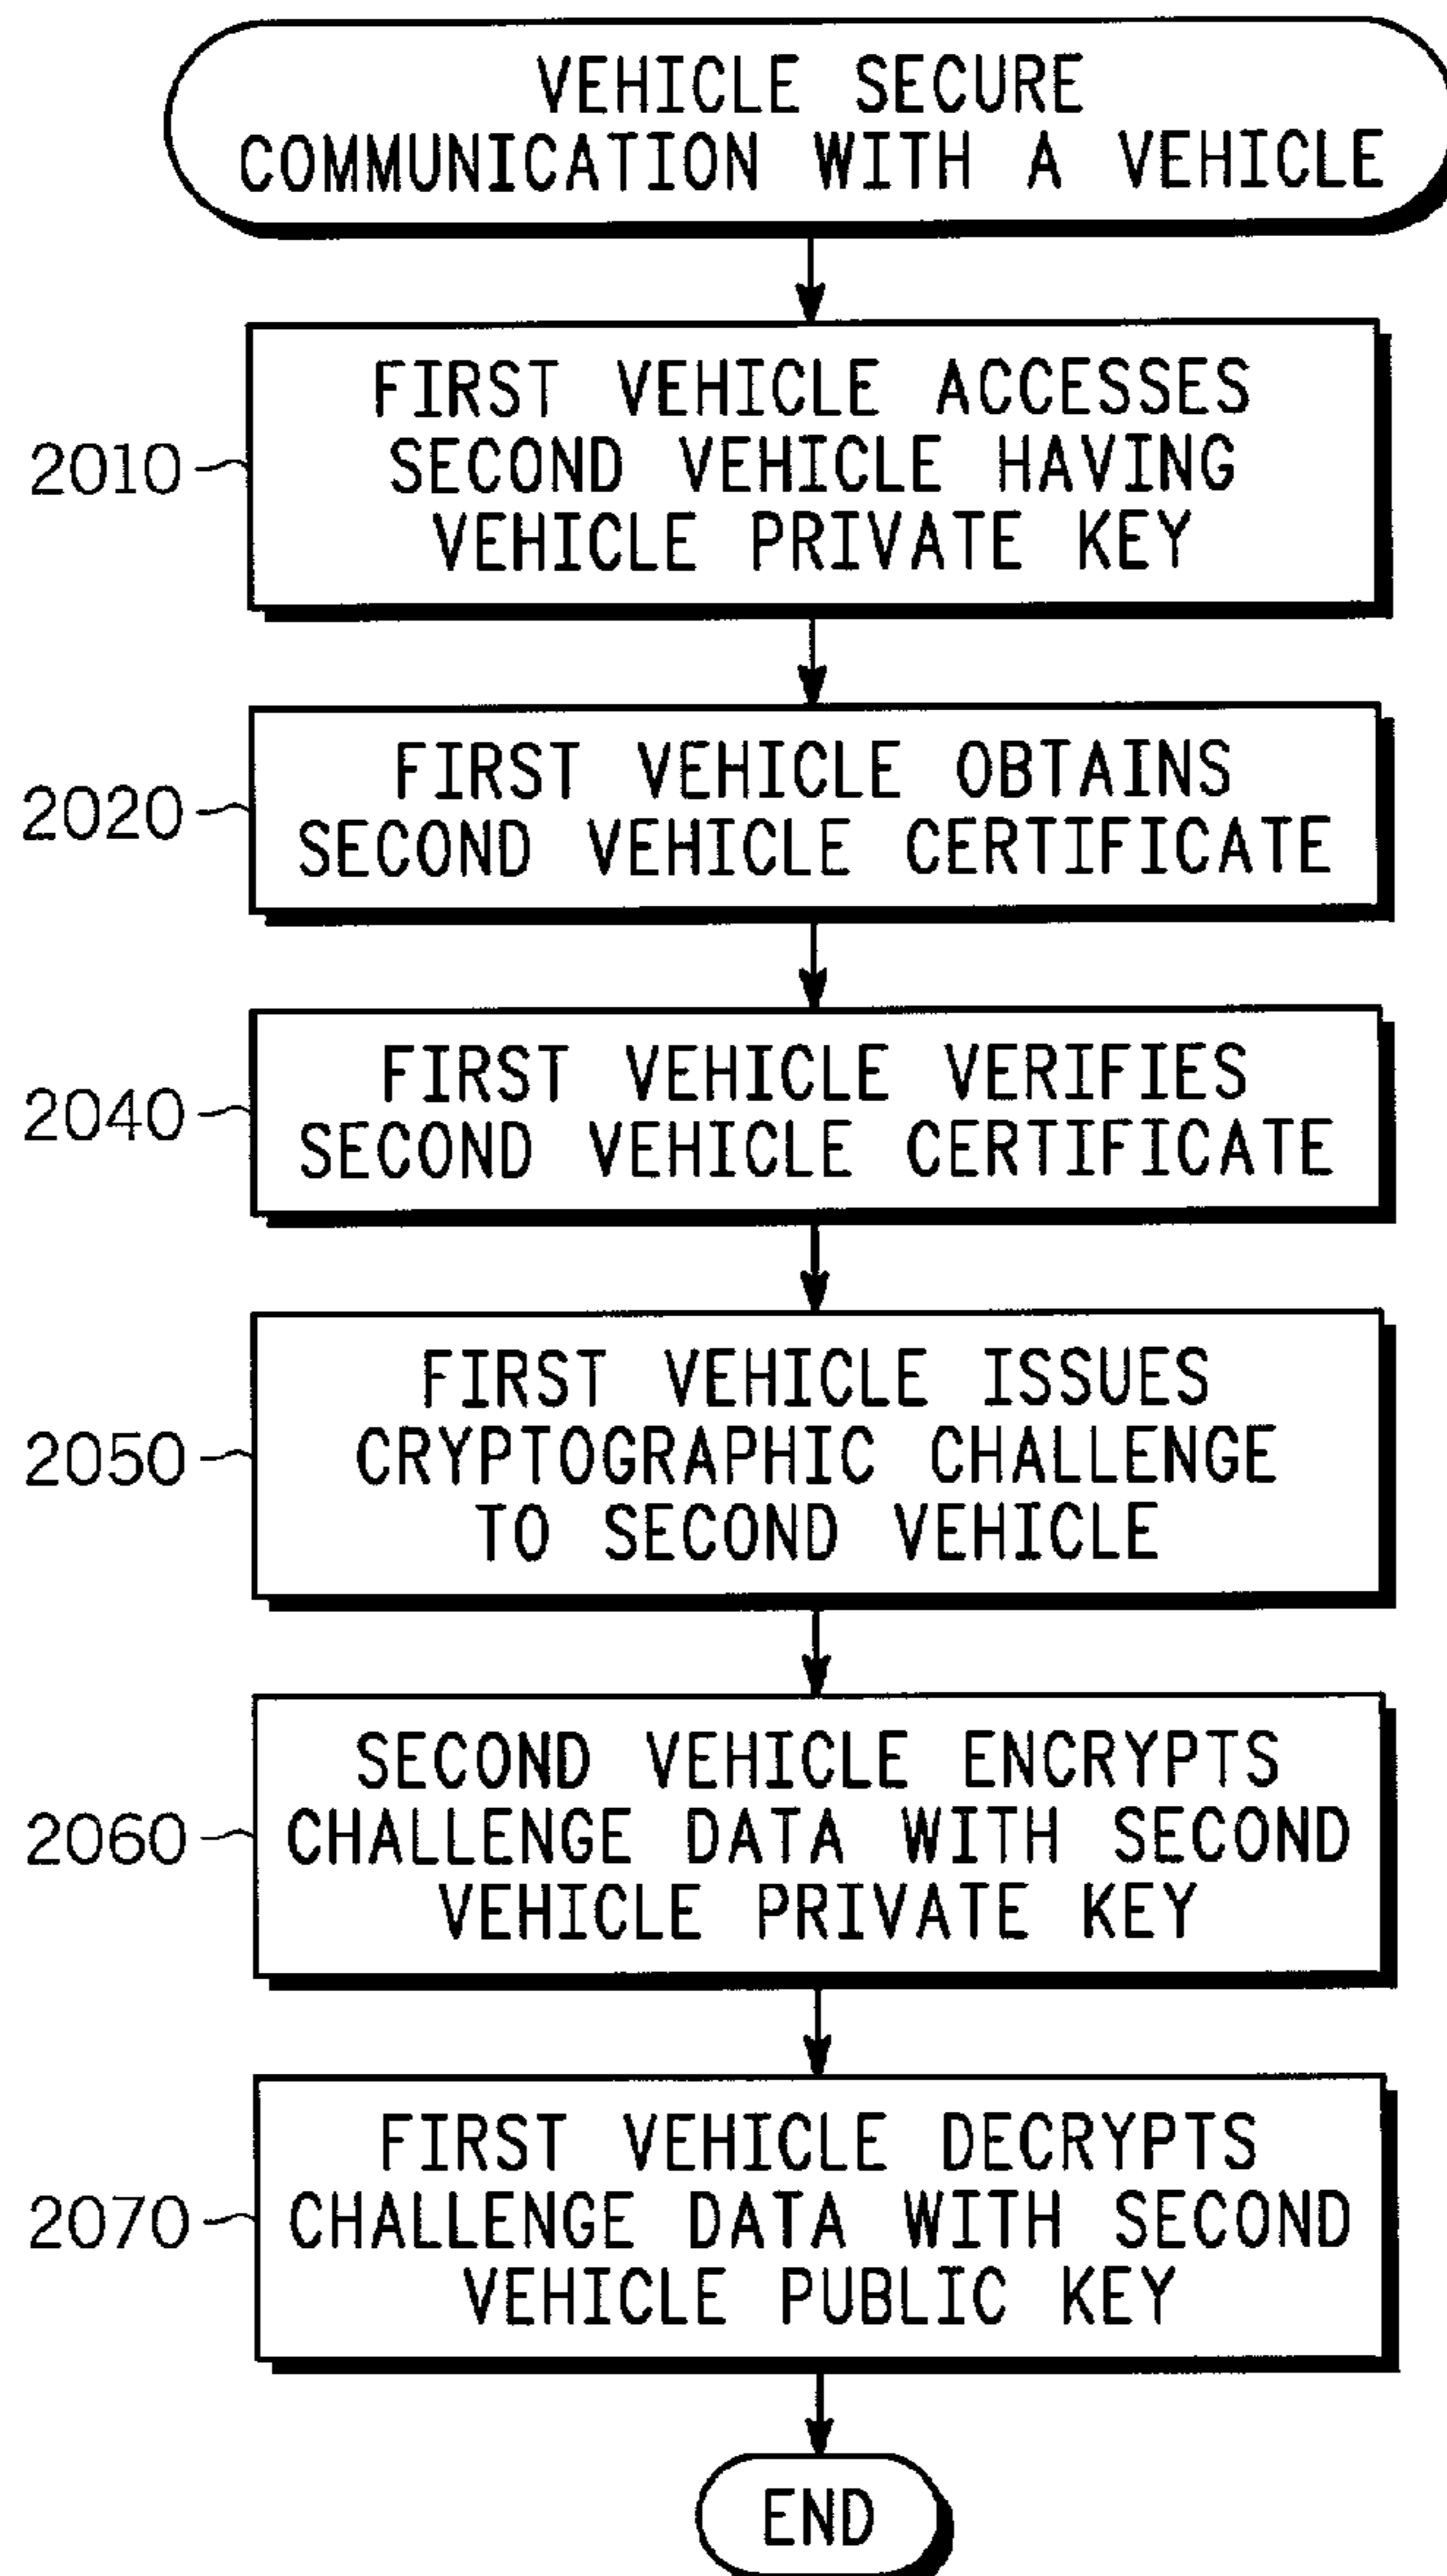 VEHICLE SECURE
COMMUNICATION WITH A VEHICLE
2010
FIRST VEHICLE ACCESSES
SECOND VEHICLE HAVING
VEHICLE PRIVATE KEY
2020
FIRST VEHICLE OBTAINS
SECOND VEHICLE CERTIFICATE
2040
FIRST VEHICLE VERIFIES
SECOND VEHICLE CERTIFICATE
2050
FIRST VEHICLE ISSUES
CRYPTOGRAPHIC CHALLENGE
TO SECOND VEHICLE
2060
SECOND VEHICLE ENCRYPTS
CHALLENGE DATA WITH SECOND
VEHICLE PRIVATE KEY
2070
FIRST VEHICLE DECRYPTS
CHALLENGE DATA WITH SECOND
VEHICLE PUBLIC KEY
END